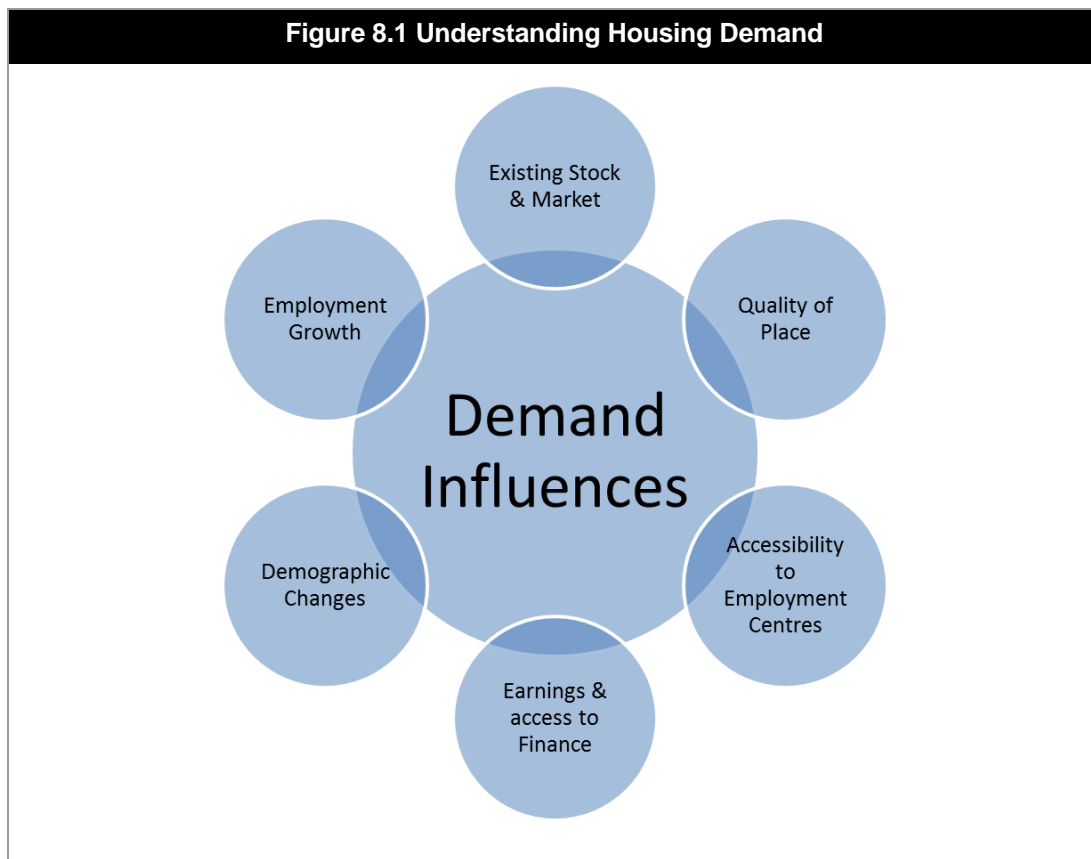 Figure 8.1 Understanding Housing Demand
Existing Stock
& Market
Employment
Growth
Quality of
Place
Demand
Influences
Demographic
Changes
Accessibility
to
Employment
Centres
Earnings &
access to
Finance